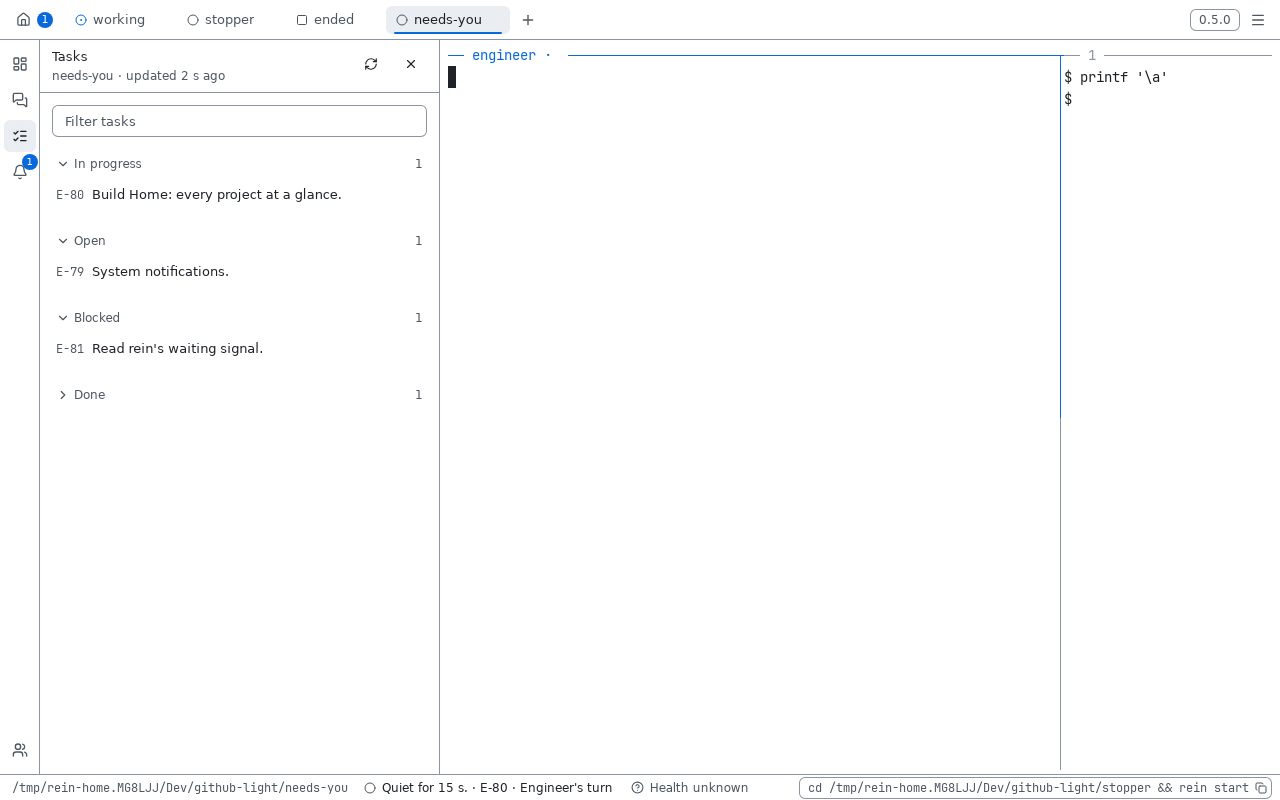 1 working stopper ended needs-you 0.5.0
Tasks
needs-you · updated 2 s ago
Filter tasks
1
In progress 1
E-80 Build Home: every project at a glance.
Open 1
E-79 System notifications.
Blocked 1
E-81 Read rein's waiting signal.
Done 1
engineer ·
1
$ printf '\a'
$
/tmp/rein-home.MG8LJJ/Dev/github-light/needs-you Quiet for 15 s. · E-80 · Engineer's turn Health unknown cd /tmp/rein-home.MG8LJJ/Dev/github-light/stopper && rein start